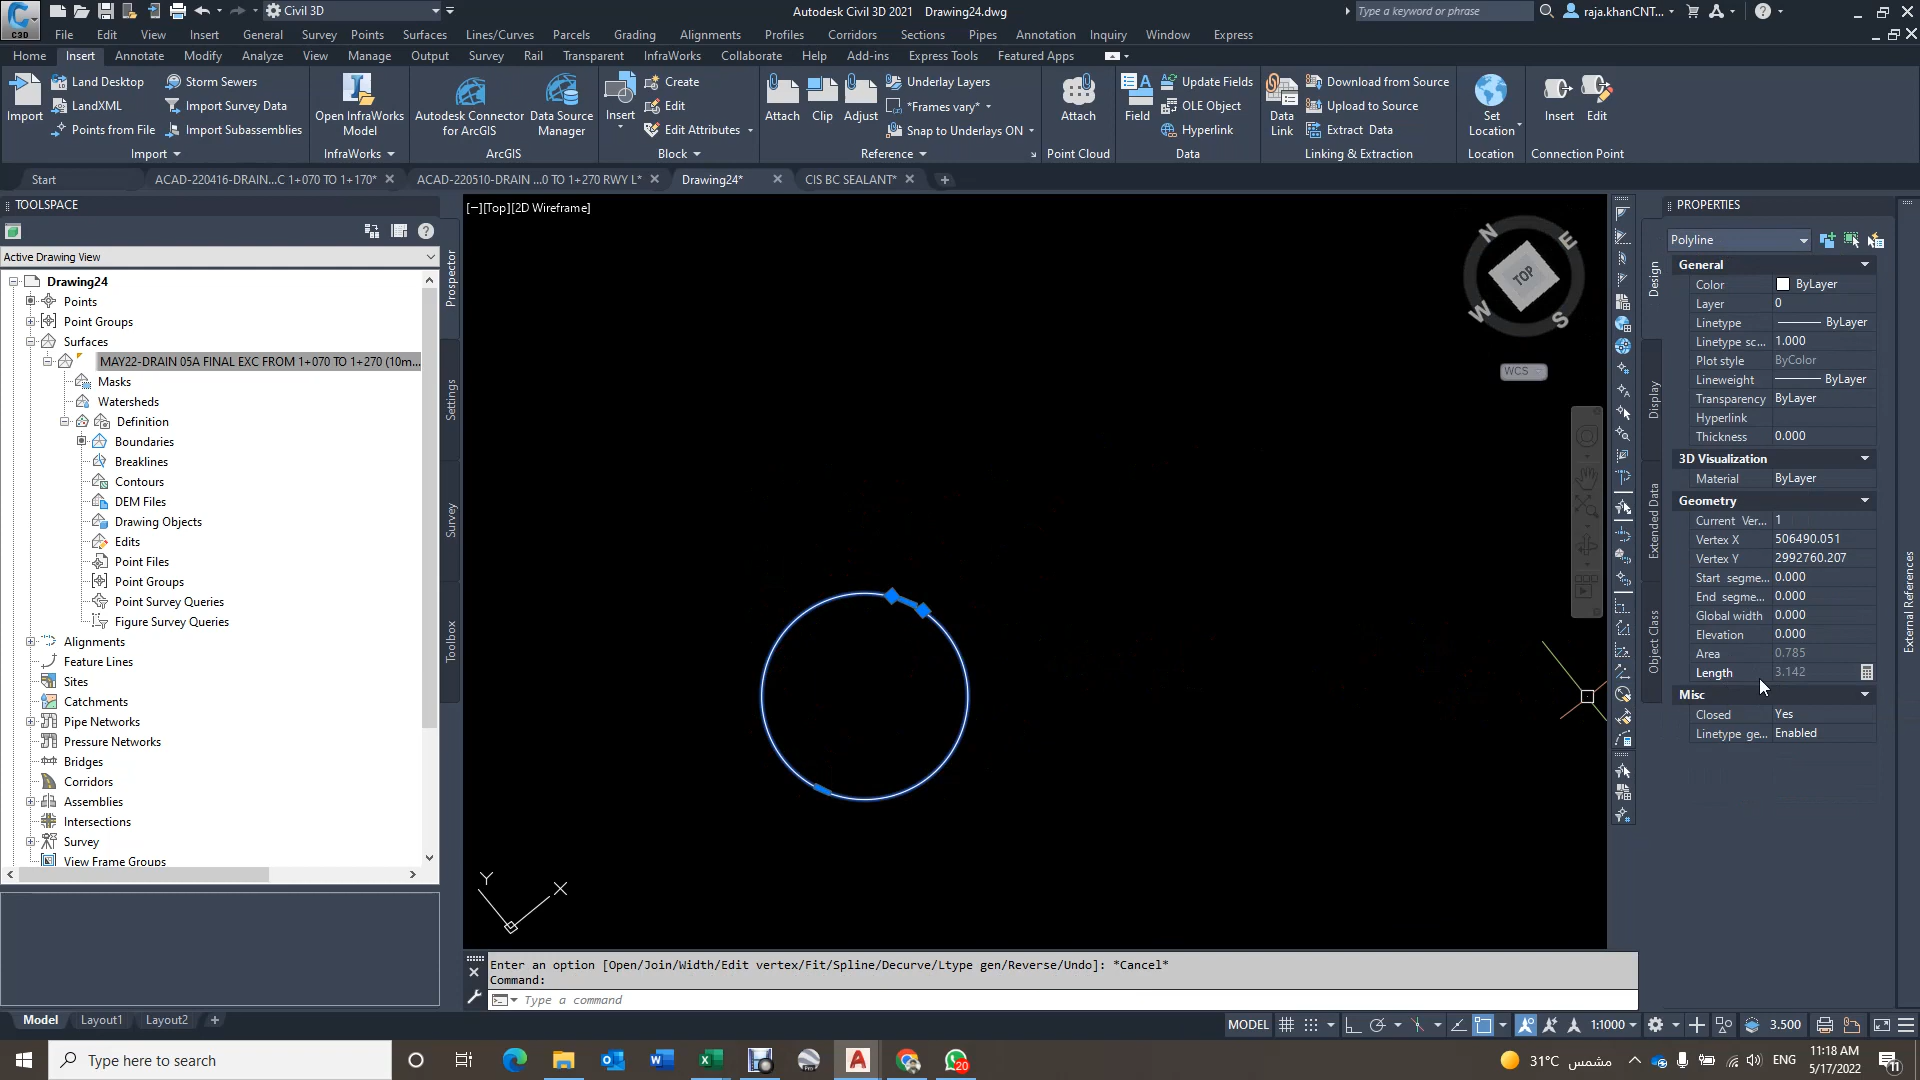 Civil 3D
Autodesk Civil 3D 2021 Drawing24.dwg
Type a keyword or phrase
raja.khanCNT...
C3D
File Edit View Insert General Survey Points Surfaces Lines/Curves Parcels Grading Alignments Profiles Corridors Sections Pipes Annotation Inquiry Window Express
Home Insert Annotate Modify Analyze View Manage Output Survey Rail Transparent InfraWorks Collaborate Help Add-ins Express Tools Featured Apps
Import
Land Desktop
LandXML
Points from File
Storm Sewers
Import Survey Data
Import Subassemblies
Import
Open InfraWorks Model
InfraWorks
Autodesk Connector for ArcGIS
Data Source Manager
ArcGIS
Insert
Create
Edit
Edit Attributes
Block
Attach
Clip
Adjust
Underlay Layers
*Frames vary*
Snap to Underlays ON
Reference
Attach
Point Cloud
Field
Update Fields
OLE Object
Hyperlink
Data
Data Link
Download from Source
Upload to Source
Extract Data
Linking & Extraction
Set Location
Location
Insert
Edit
Connection Point
Start
ACAD-220416-DRAIN...C 1+070 TO 1+170*
ACAD-220510-DRAIN ...0 TO 1+270 RWY L*
Drawing24*
CIS BC SEALANT*
TOOLSPACE
Active Drawing View
Drawing24
Points
Point Groups
Surfaces
MAY22-DRAIN 05A FINAL EXC FROM 1+070 TO 1+270 (10m...
Masks
Watersheds
Definition
Boundaries
Breaklines
Contours
DEM Files
Drawing Objects
Edits
Point Files
Point Groups
Point Survey Queries
Figure Survey Queries
Alignments
Feature Lines
Sites
Catchments
Pipe Networks
Pressure Networks
Bridges
Corridors
Assemblies
Intersections
Survey
View Frame Groups
Prospector
Settings
Survey
Toolbox
[−][Top][2D Wireframe]
N
E
TOP
W
S
WCS
Y
X
PROPERTIES
Polyline
Design
Display
Extended Data
Object Class
External References
General
Color ByLayer
Layer 0
Linetype ByLayer
Linetype sc... 1.000
Plot style ByColor
Lineweight ByLayer
Transparency ByLayer
Hyperlink
Thickness 0.000
3D Visualization
Material ByLayer
Geometry
Current Ver... 1
Vertex X 506490.051
Vertex Y 2992760.207
Start segme... 0.000
End segme... 0.000
Global width 0.000
Elevation 0.000
Area 0.785
Length 3.142
Misc
Closed Yes
Linetype ge... Enabled
Enter an option [Open/Join/Width/Edit vertex/Fit/Spline/Decurve/Ltype gen/Reverse/Undo]: *Cancel*
Command:
Type a command
Model Layout1 Layout2 +
MODEL
1:1000
3.500
Type here to search
20
31°C مشمس
ENG
11:18 AM
5/17/2022
11